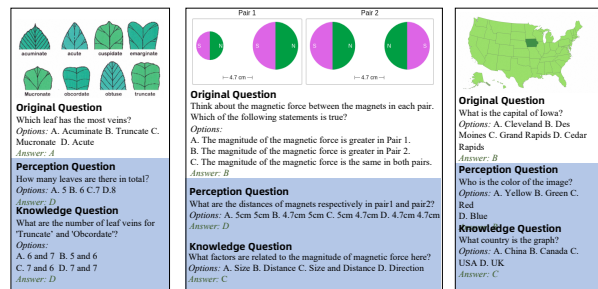 acuminate acute cuspidate emarginate
Mucronate obcordate obtuse truncate
Original Question
Which leaf has the most veins?
Options: A. Acuminate B. Truncate C.
Mucronate D. Acute
Answer: A
Perception Question
How many leaves are there in total?
Options: A. 5 B. 6 C.7 D.8
Answer: D
Knowledge Question
What are the number of leaf veins for
'Truncate' and 'Obcordate'?
Options:
A. 6 and 7 B. 5 and 6
C. 7 and 6 D. 7 and 7
Answer: D
Pair 1 Pair 2
S N S N S N N S
4.7 cm 4.7 cm
Original Question
Think about the magnetic force between the magnets in each pair.
Which of the following statements is true?
Options:
A. The magnitude of the magnetic force is greater in Pair 1.
B. The magnitude of the magnetic force is greater in Pair 2.
C. The magnitude of the magnetic force is the same in both pairs.
Answer: B
Perception Question
What are the distances of magnets respectively in pair1 and pair2?
Options: A. 5cm 5cm B. 4.7cm 5cm C. 5cm 4.7cm D. 4.7cm 4.7cm
Answer: D
Knowledge Question
What factors are related to the magnitude of magnetic force here?
Options: A. Size B. Distance C. Size and Distance D. Direction
Answer: C
Original Question
What is the capital of Iowa?
Options: A. Cleveland B. Des
Moines C. Grand Rapids D. Cedar
Rapids
Answer: B
Perception Question
Who is the color of the image?
Options: A. Yellow B. Green C.
Red
D. Blue
Knowledge Question
What country is the graph?
Options: A. China B. Canada C.
USA D. UK
Answer: C